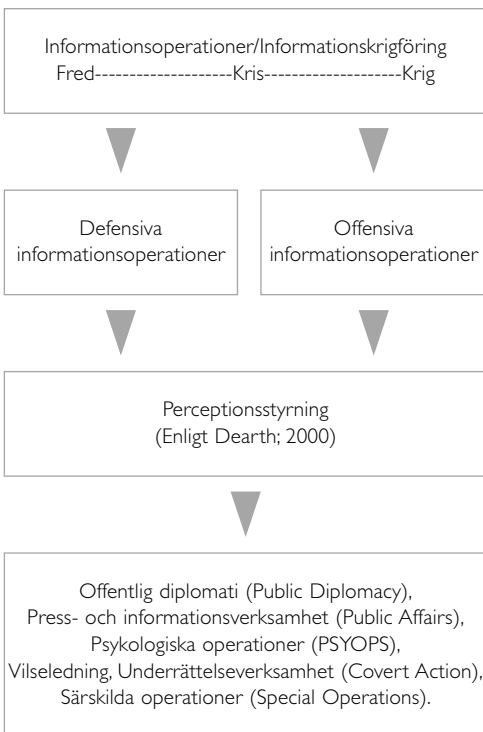 Informationsoperationer/Informationskrigföring
Fred--------------------Kris--------------------Krig
Defensiva
informationsoperationer
Offensiva
informationsoperationer
Perceptionsstyrning
(Enligt Dearth; 2000)
Offentlig diplomati (Public Diplomacy),
Press- och informationsverksamhet (Public Affairs),
Psykologiska operationer (PSYOPS),
Vilseledning, Underrättelseverksamhet (Covert Action),
Särskilda operationer (Special Operations).